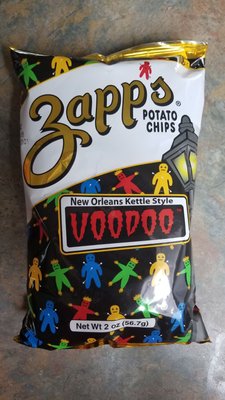 Zapp's®
POTATO
CHIPS
New Orleans Kettle Style
VOODOO
Net Wt 2 oz (56.7g)